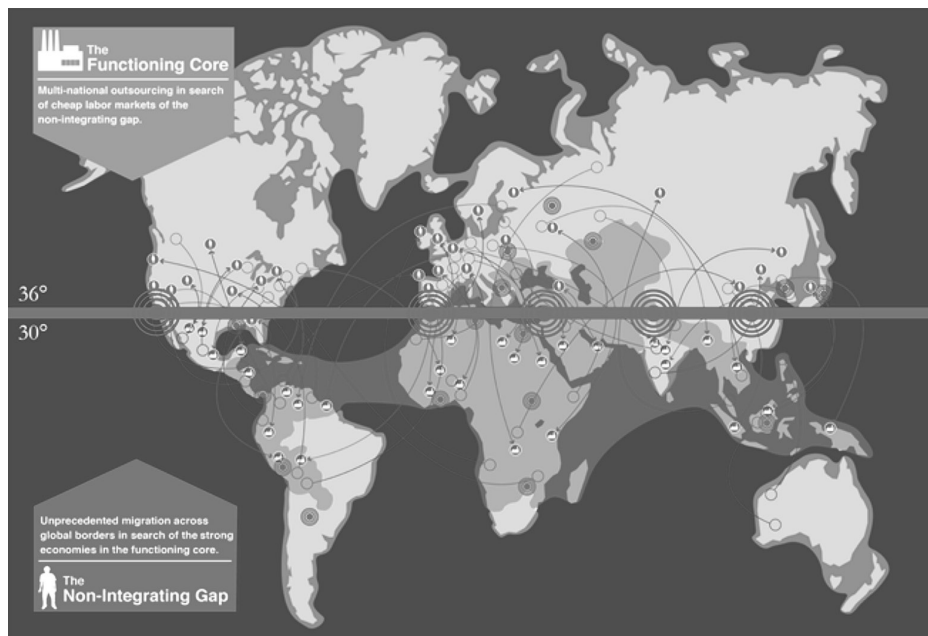 The
Functioning Core
Multi-national outsourcing in search
of cheap labor markets of the
non-integrating gap.
36°
30°
Unprecedented migration across
global borders in search of the strong
economies in the functioning core.
The
Non-Integrating Gap